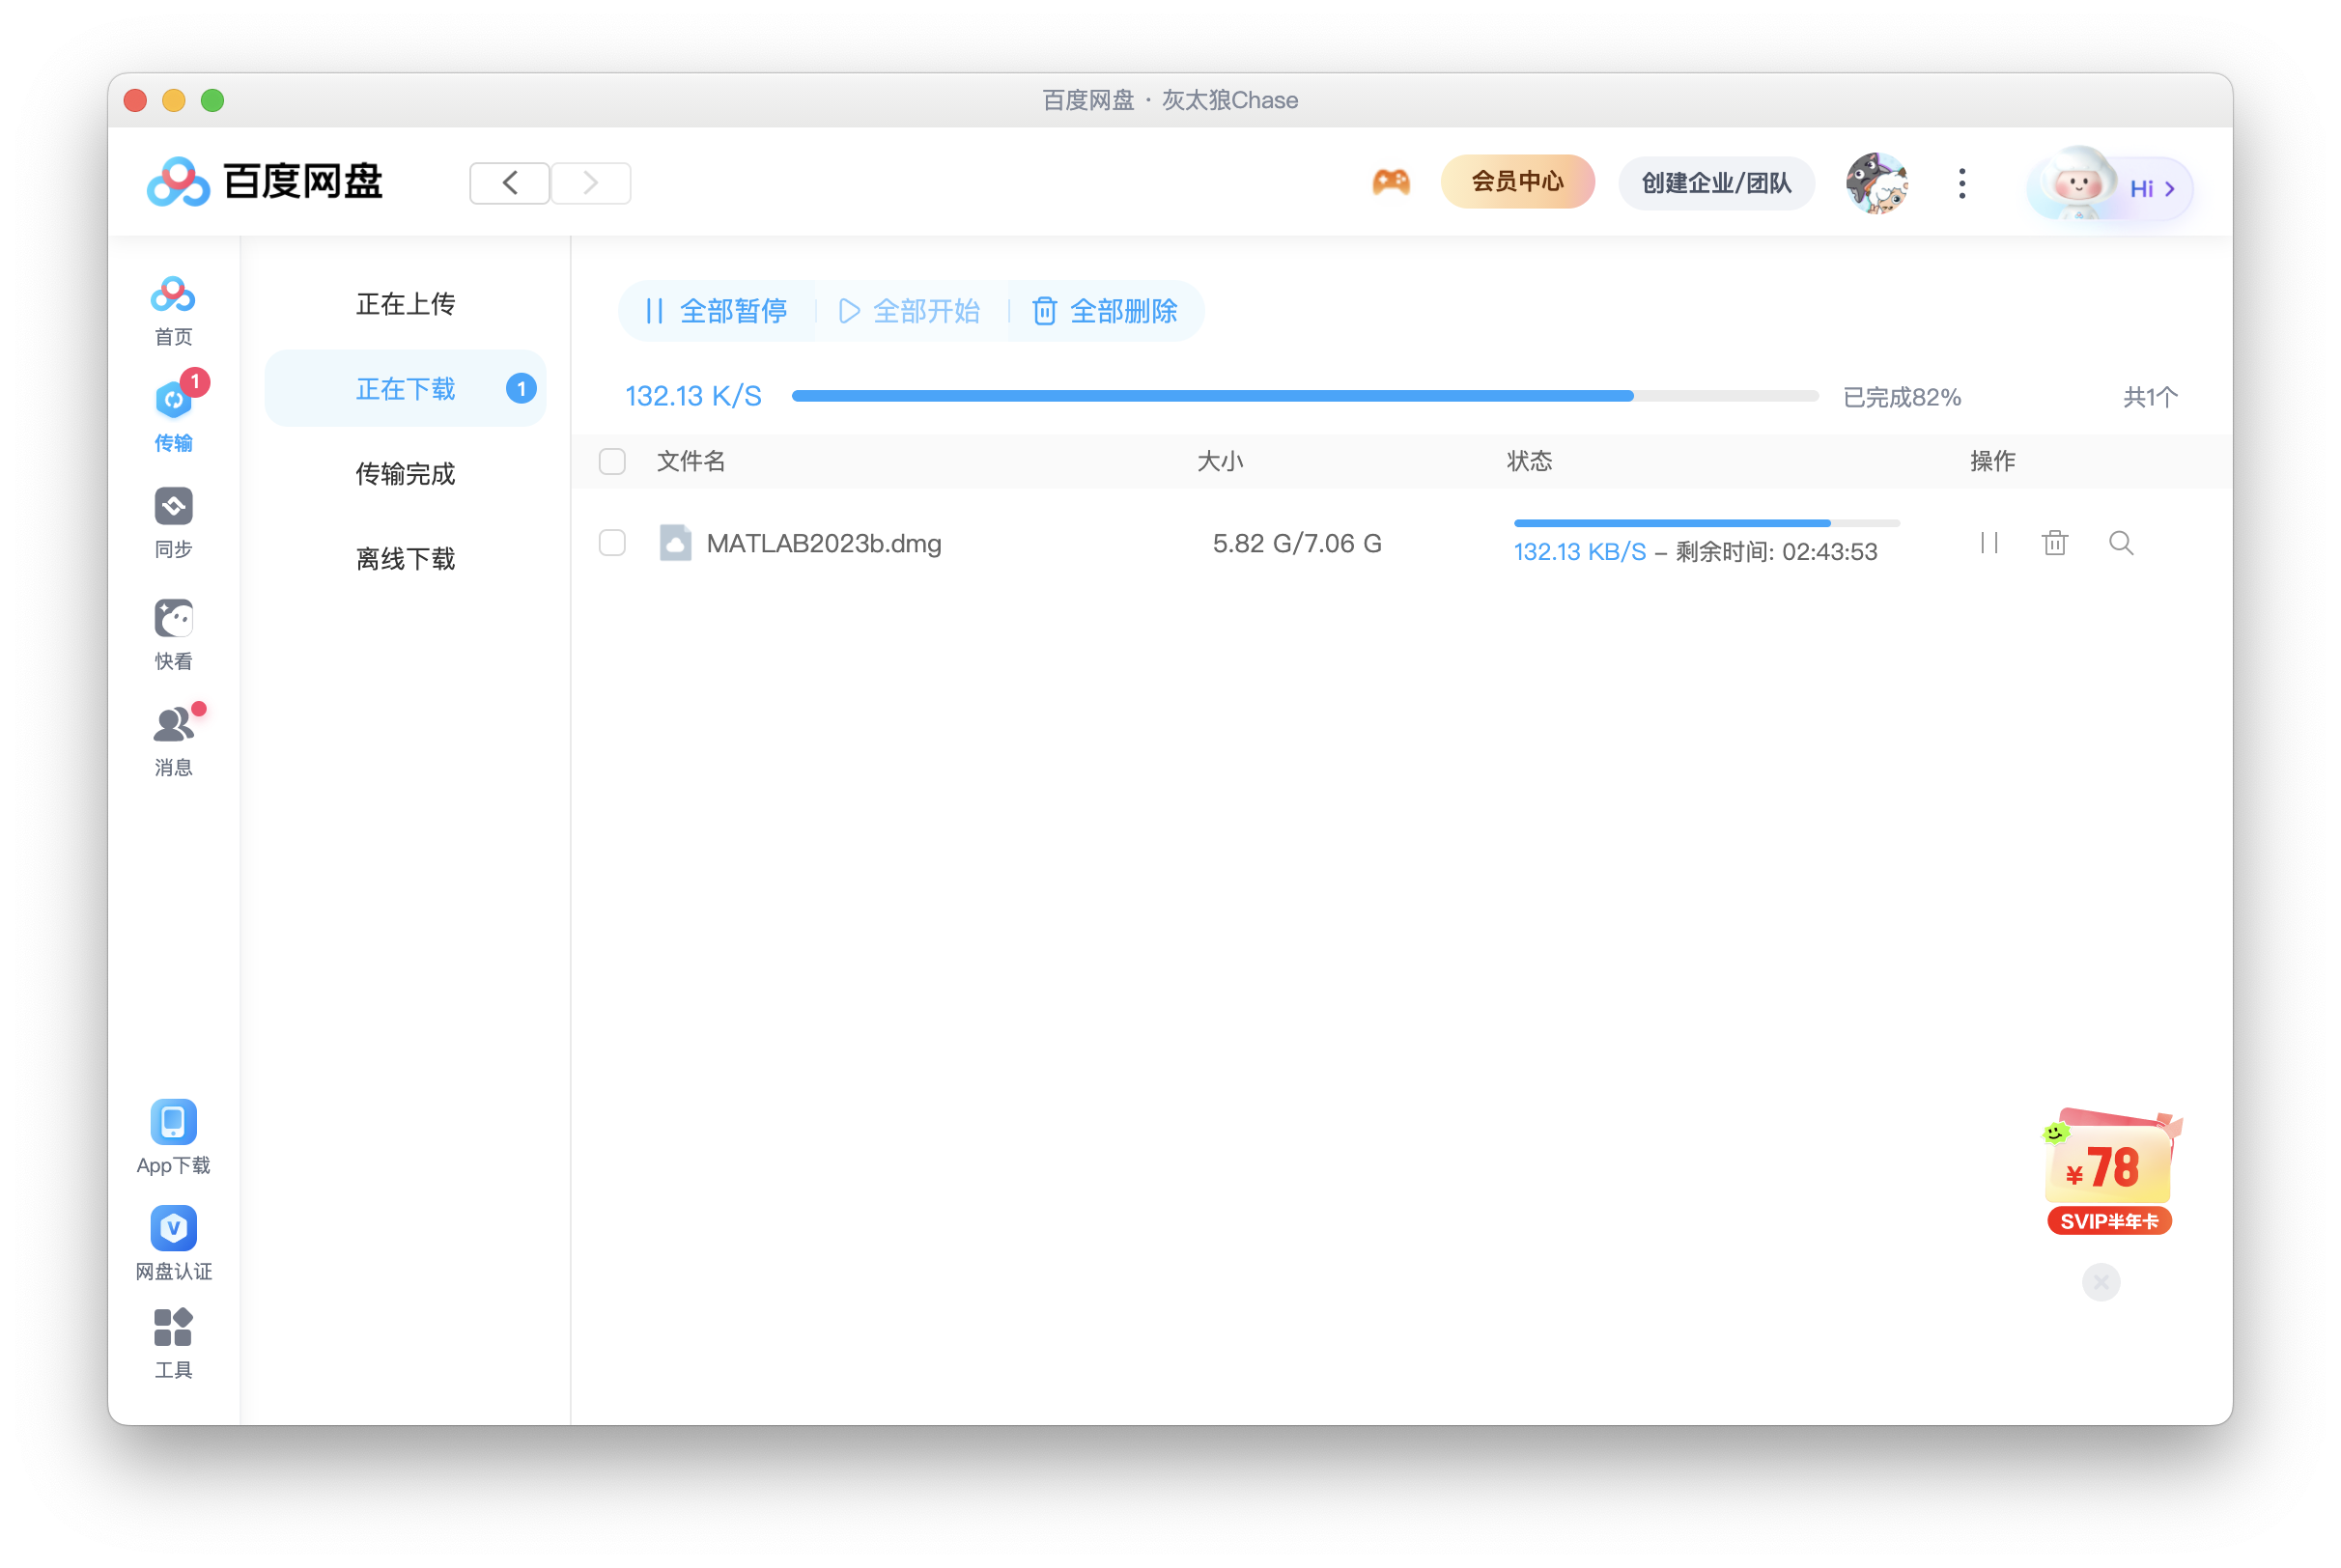 百度网盘 · 灰太狼Chase
百度网盘
会员中心
创建企业/团队
Hi
首页
1
传输
同步
快看
消息
App下载
网盘认证
工具
正在上传
正在下载 1
传输完成
离线下载
全部暂停 全部开始 全部删除
132.13 K/S 已完成82% 共1个
文件名 大小 状态 操作
MATLAB2023b.dmg 5.82 G/7.06 G 132.13 KB/S – 剩余时间: 02:43:53
¥78
SVIP半年卡